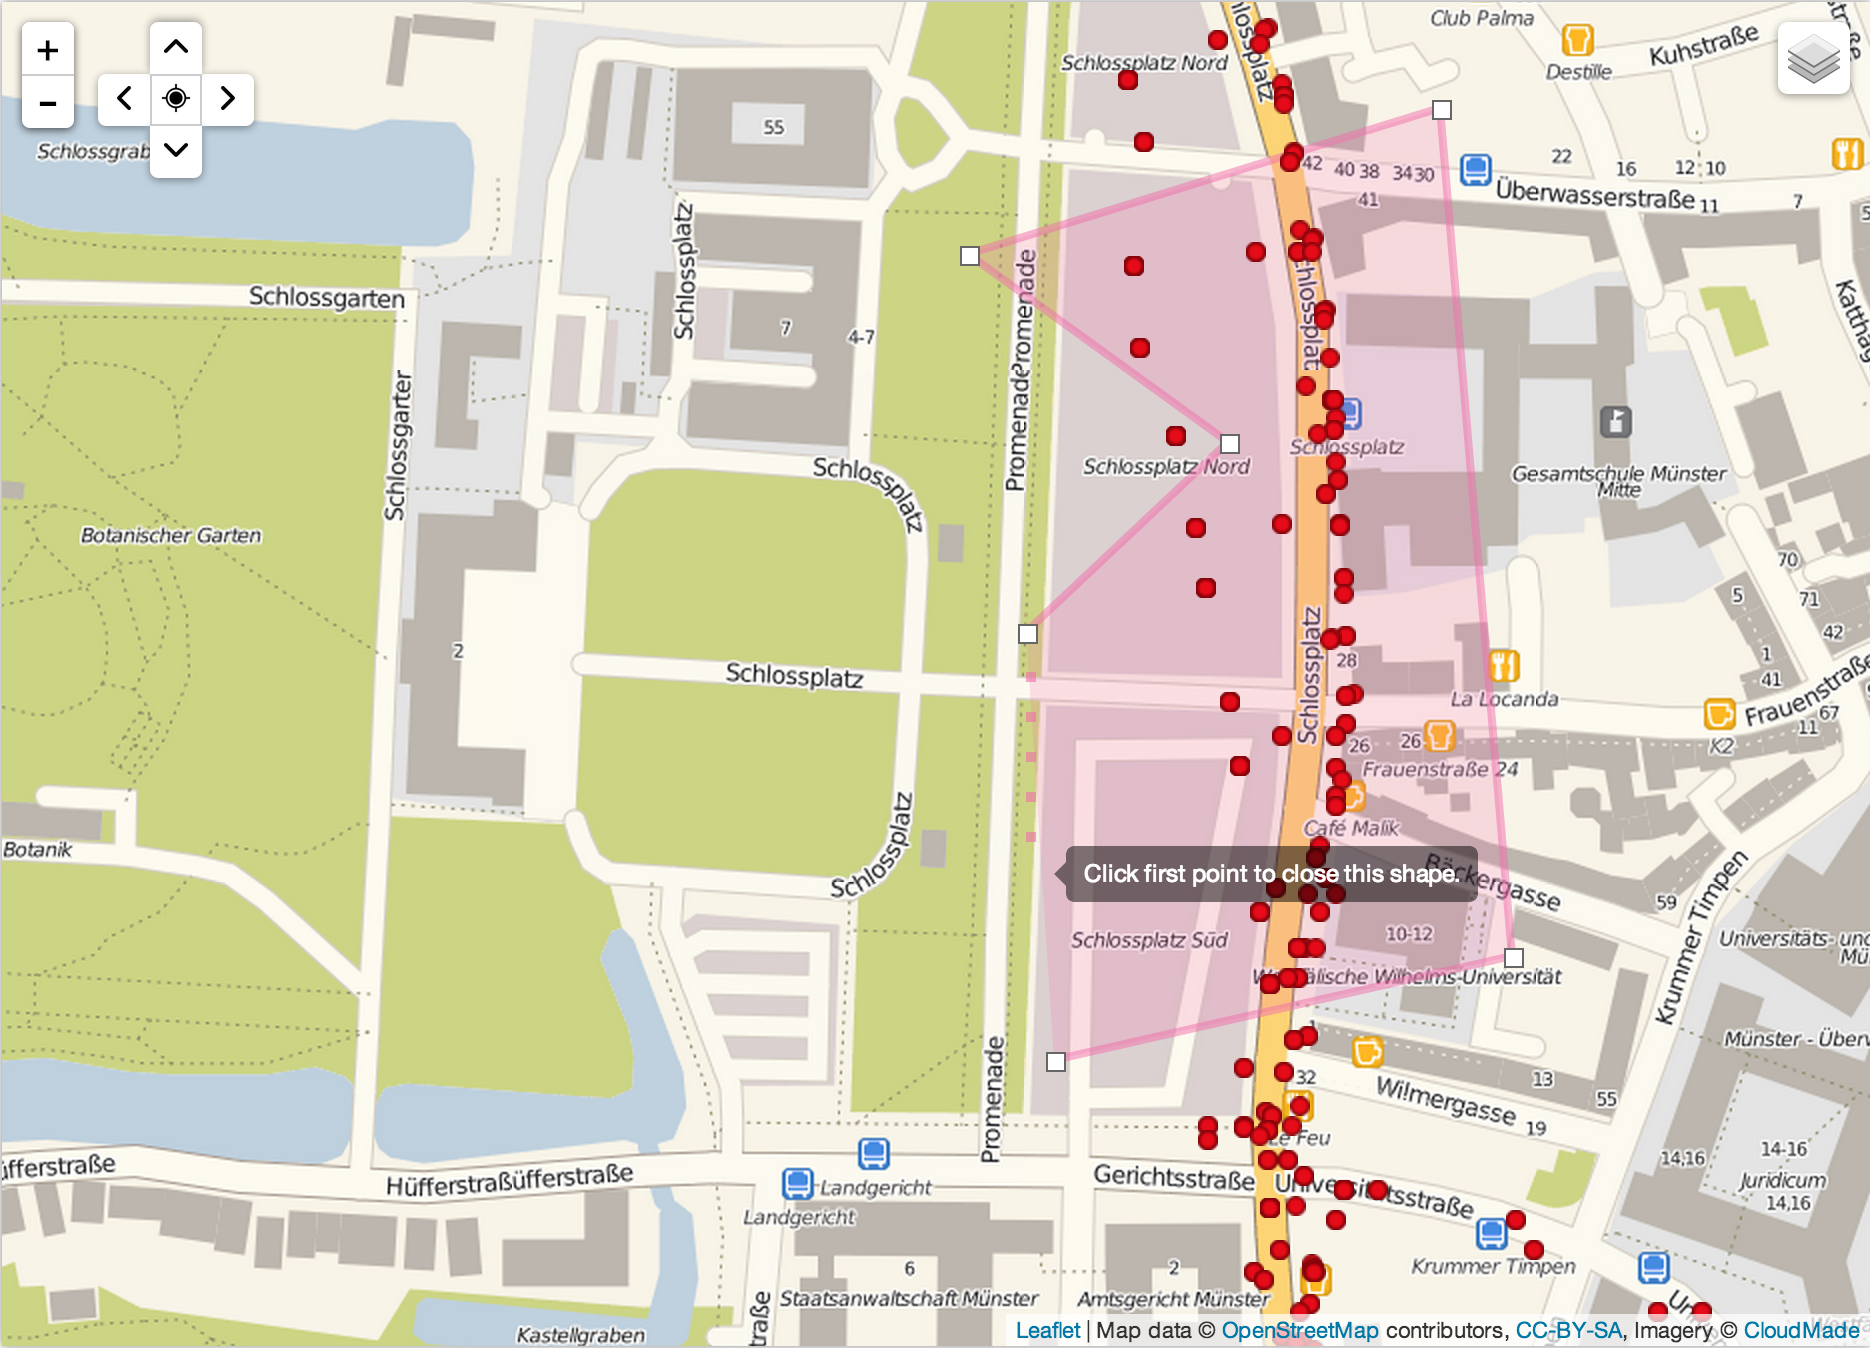 Club Palma
Kuhstraße
Destille
Schlossplatz Nord
Schlossgrab
55
42
40 38
34 30
41
22
16
12
10
Überwasserstraße
11
7
Schlossgarten
Schlossplatz
7
4-7
Promenade
Promenade
Schlossplatz
Schlossplatz Nord
Schlossplatz
Gesamtschule Münster
Mitte
Schlossgarten
Schlossplatz
Botanischer Garten
70
71
42
5
1
41
2
Schlossplatz
Schlossplatz
28
La Locanda
Frauenstraße
67
11
K2
26
26
Frauenstraße 24
Café Malik
Schlossplatz
Botanik
Click first point to close this shape.
Bäckergasse
59
Krummer Timpen
10-12
Schlossplatz Süd
Universitäts- und
Westfälische Wilhelms-Universität
Münster - Überw
Promenade
32
13
55
Wilmergasse
19
Le Feu
14,16
14-16
Juridicum
14,16
üfferstraße
Hüfferstraßüfferstraße
Landgericht
Landgericht
Gerichtsstraße
Universitätsstraße
Krummer Timpen
6
2
Staatsanwaltschaft Münster
Amtsgericht Münster
Kastellgraben
traße
Leaflet | Map data © OpenStreetMap contributors, CC-BY-SA, Imagery © CloudMade